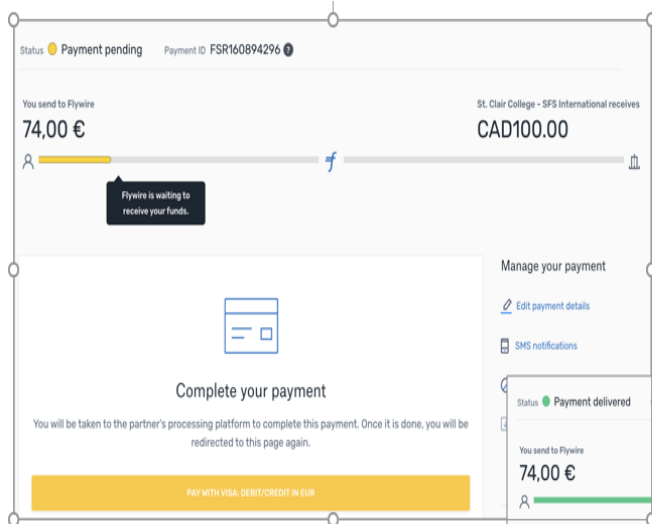 Status Payment pending Payment ID FSR160894296 ?
You send to Flywire
74,00 €
St. Clair College - SFS International receives
CAD100.00
Flywire is waiting to
receive your funds.
Complete your payment
You will be taken to the partner's processing platform to complete this payment. Once it is done, you will be
redirected to this page again.
PAY WITH VISA: DEBIT/CREDIT IN EUR
Manage your payment
Edit payment details
SMS notifications
Status Payment delivered
You send to Flywire
74,00 €